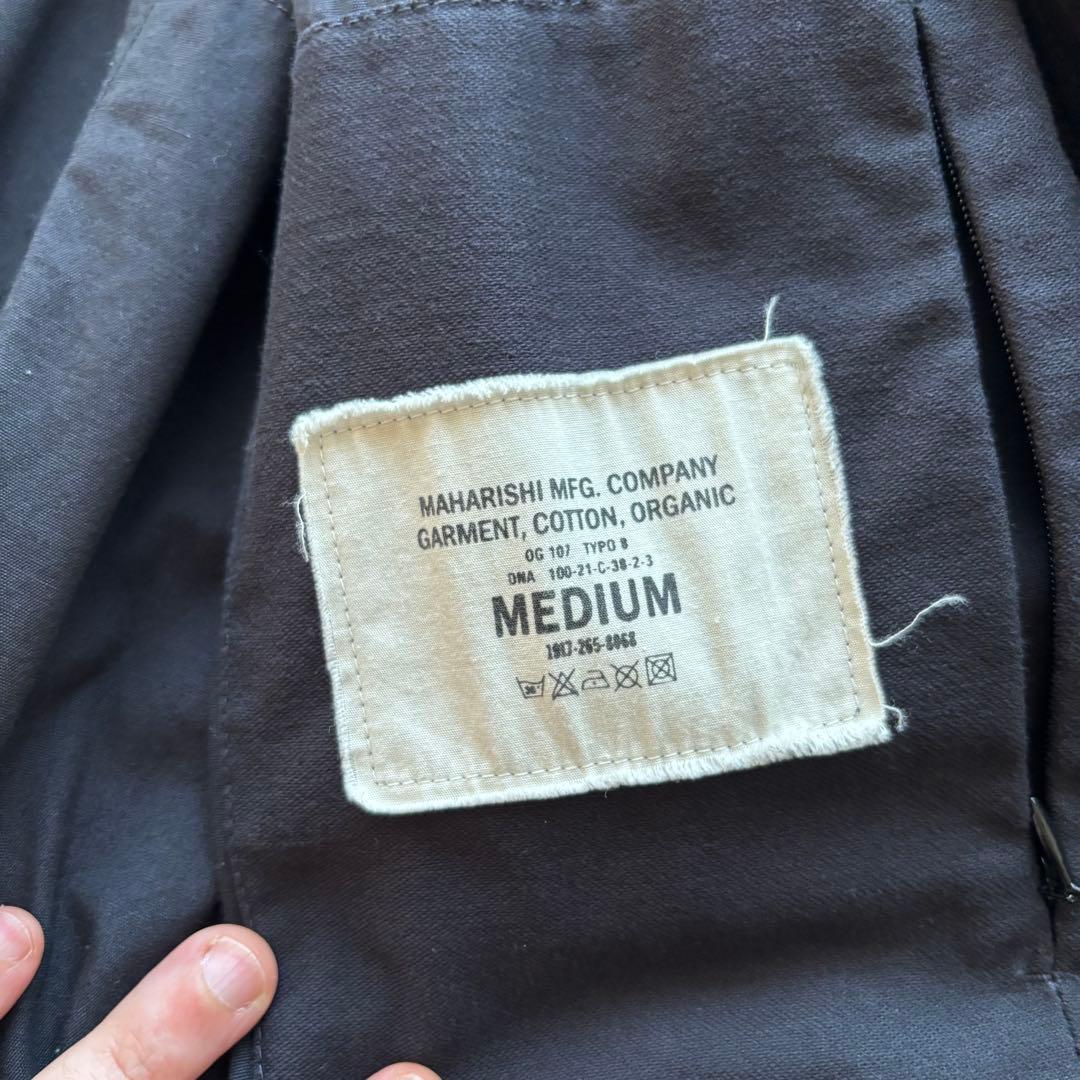 MAHARISHI MFG. COMPANY
GARMENT, COTTON, ORGANIC
OG 107 TYPO 8
DNA 100-21-C-38-2-3
MEDIUM